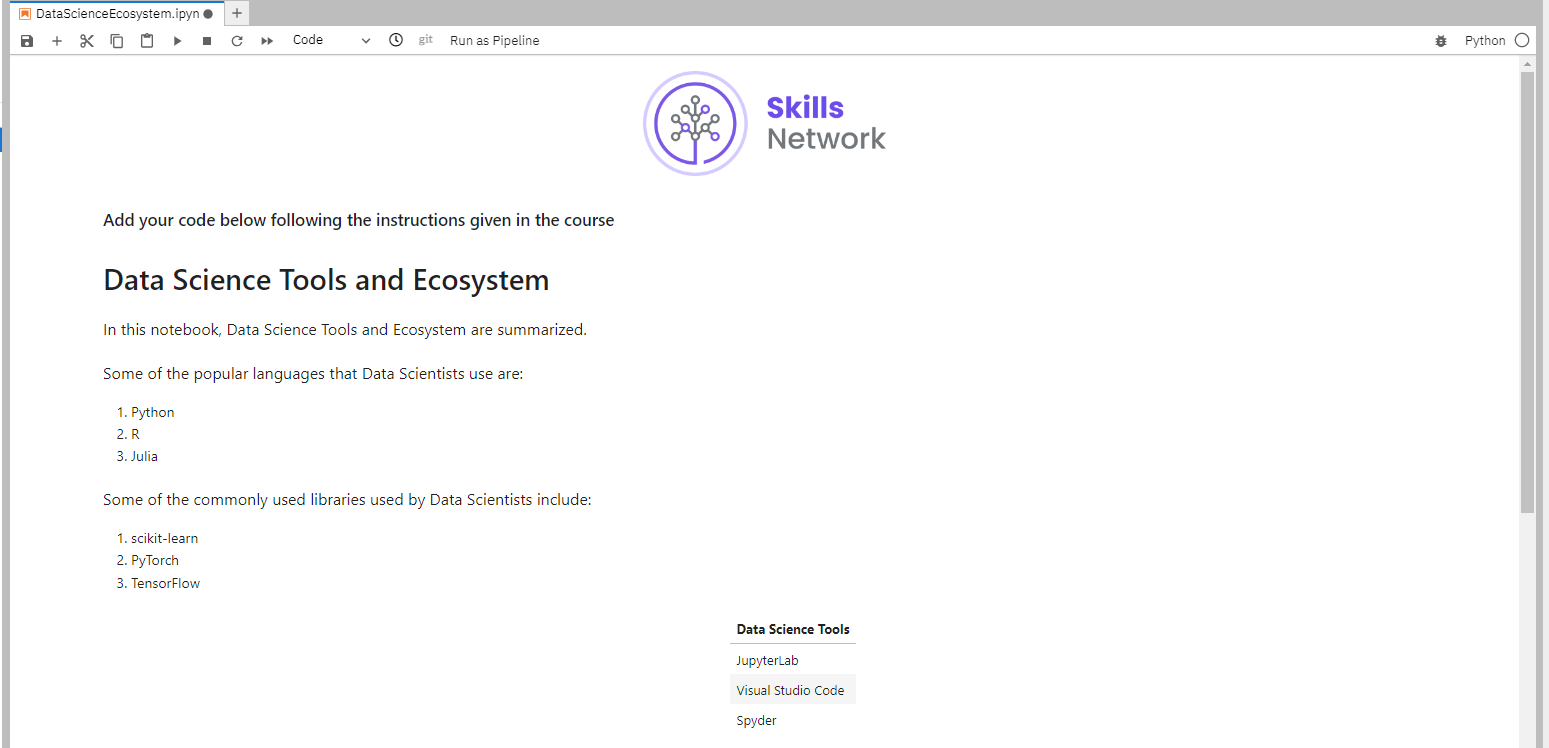 DataScienceEcosystem.ipyn
Code
git
Run as Pipeline
Python
Skills
Network
Add your code below following the instructions given in the course
Data Science Tools and Ecosystem
In this notebook, Data Science Tools and Ecosystem are summarized.
Some of the popular languages that Data Scientists use are:
1. Python
2. R
3. Julia
Some of the commonly used libraries used by Data Scientists include:
1. scikit-learn
2. PyTorch
3. TensorFlow
Data Science Tools
JupyterLab
Visual Studio Code
Spyder